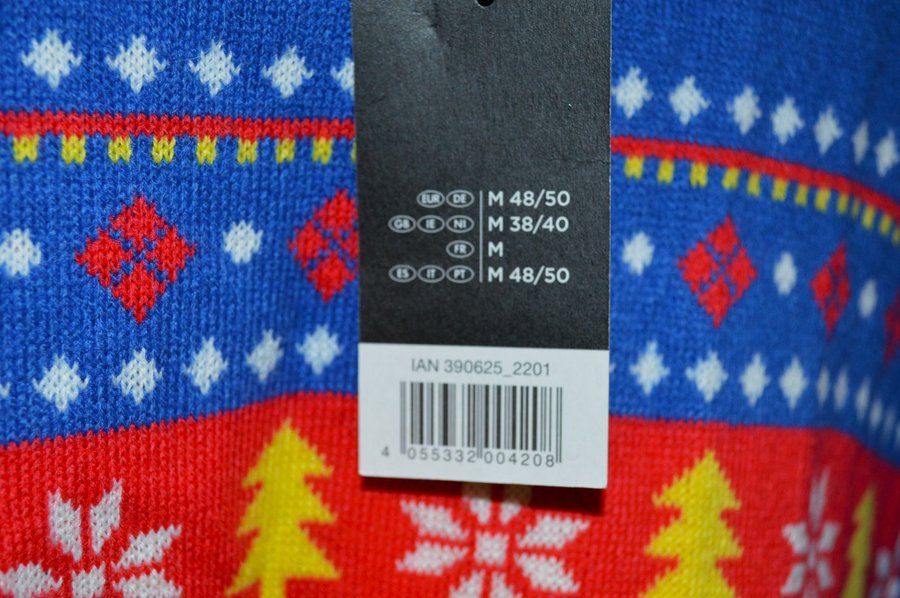 EUR DE M 48/50
GB IE NI M 38/40
FR M
ES IT PT M 48/50
IAN 390625_2201
4 055332 004208